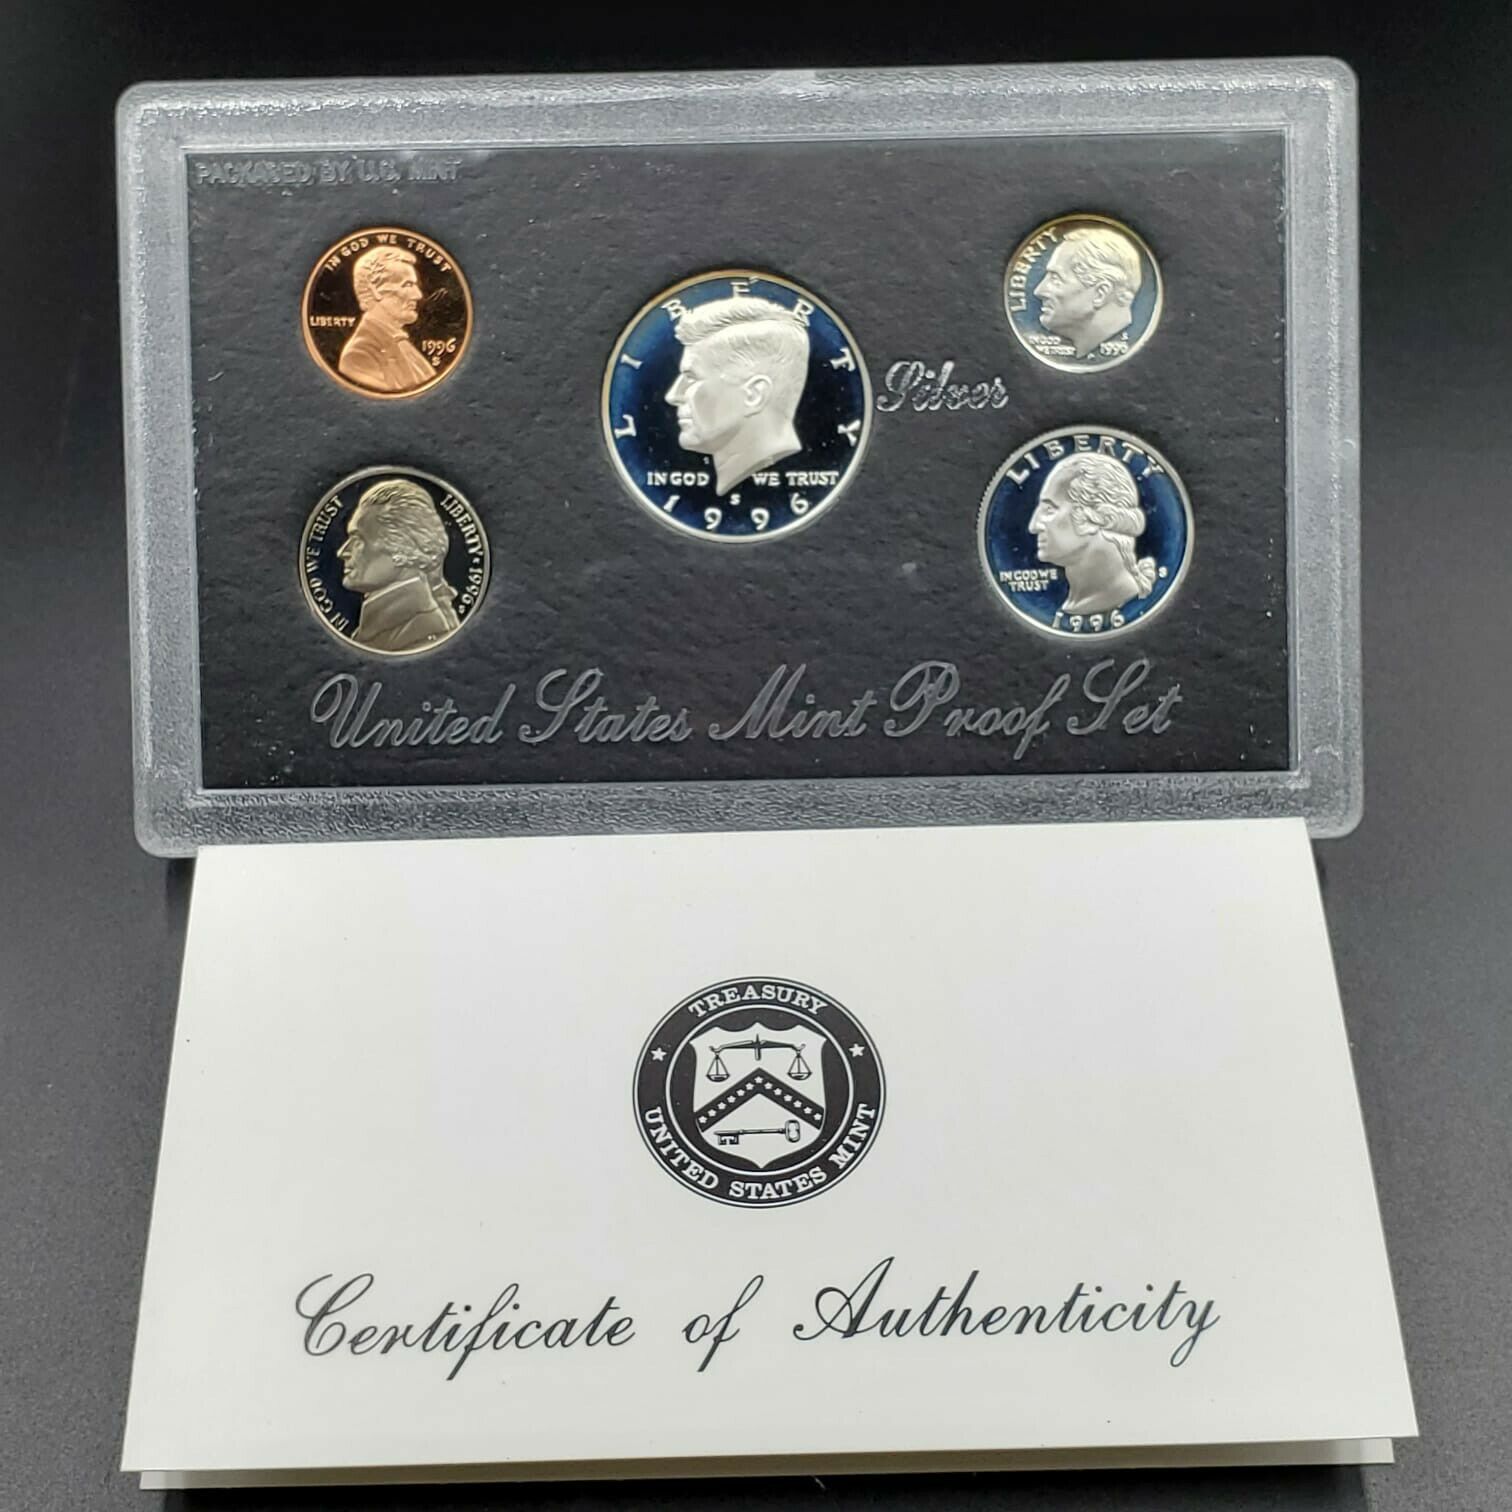 PACKAGED BY U.S. MINT
IN GOD WE TRUST
LIBERTY
1996
S
LIBERTY
IN GOD WE TRUST
S
1996
LIBERTY
IN GOD
WE TRUST
S
1996
Silver
IN GOD WE TRUST
LIBERTY
1996
S
LIBERTY
IN GOD WE
TRUST
S
1996
United States Mint Proof Set
TREASURY
UNITED STATES MINT
Certificate of Authenticity